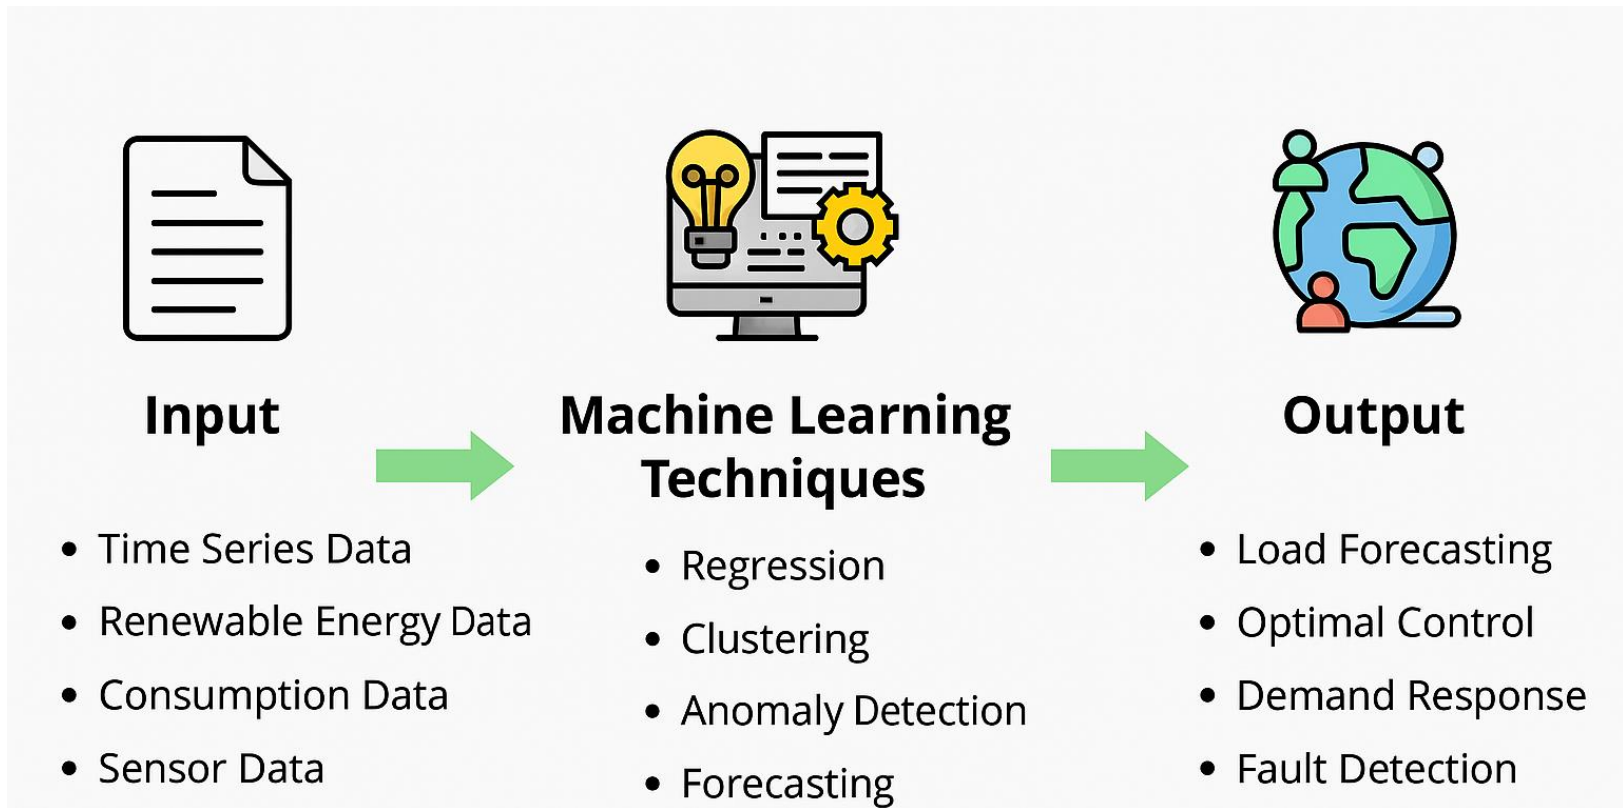 Input
• Time Series Data
• Renewable Energy Data
• Consumption Data
• Sensor Data
Machine Learning
Techniques
• Regression
• Clustering
• Anomaly Detection
• Forecasting
Output
• Load Forecasting
• Optimal Control
• Demand Response
• Fault Detection